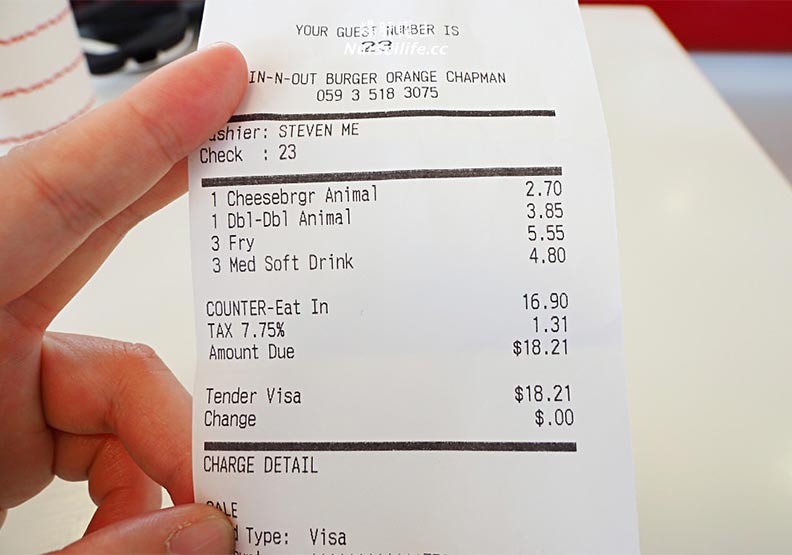 YOUR GUEST NUMBER IS
23
IN-N-OUT BURGER ORANGE CHAPMAN
059 3 518 3075
ashier: STEVEN ME
Check : 23
1 Cheesebrgr Animal 2.70
1 Dbl-Dbl Animal 3.85
3 Fry 5.55
3 Med Soft Drink 4.80
COUNTER-Eat In 16.90
TAX 7.75% 1.31
Amount Due $18.21
Tender Visa $18.21
Change $.00
CHARGE DETAIL
ALE
d Type: Visa